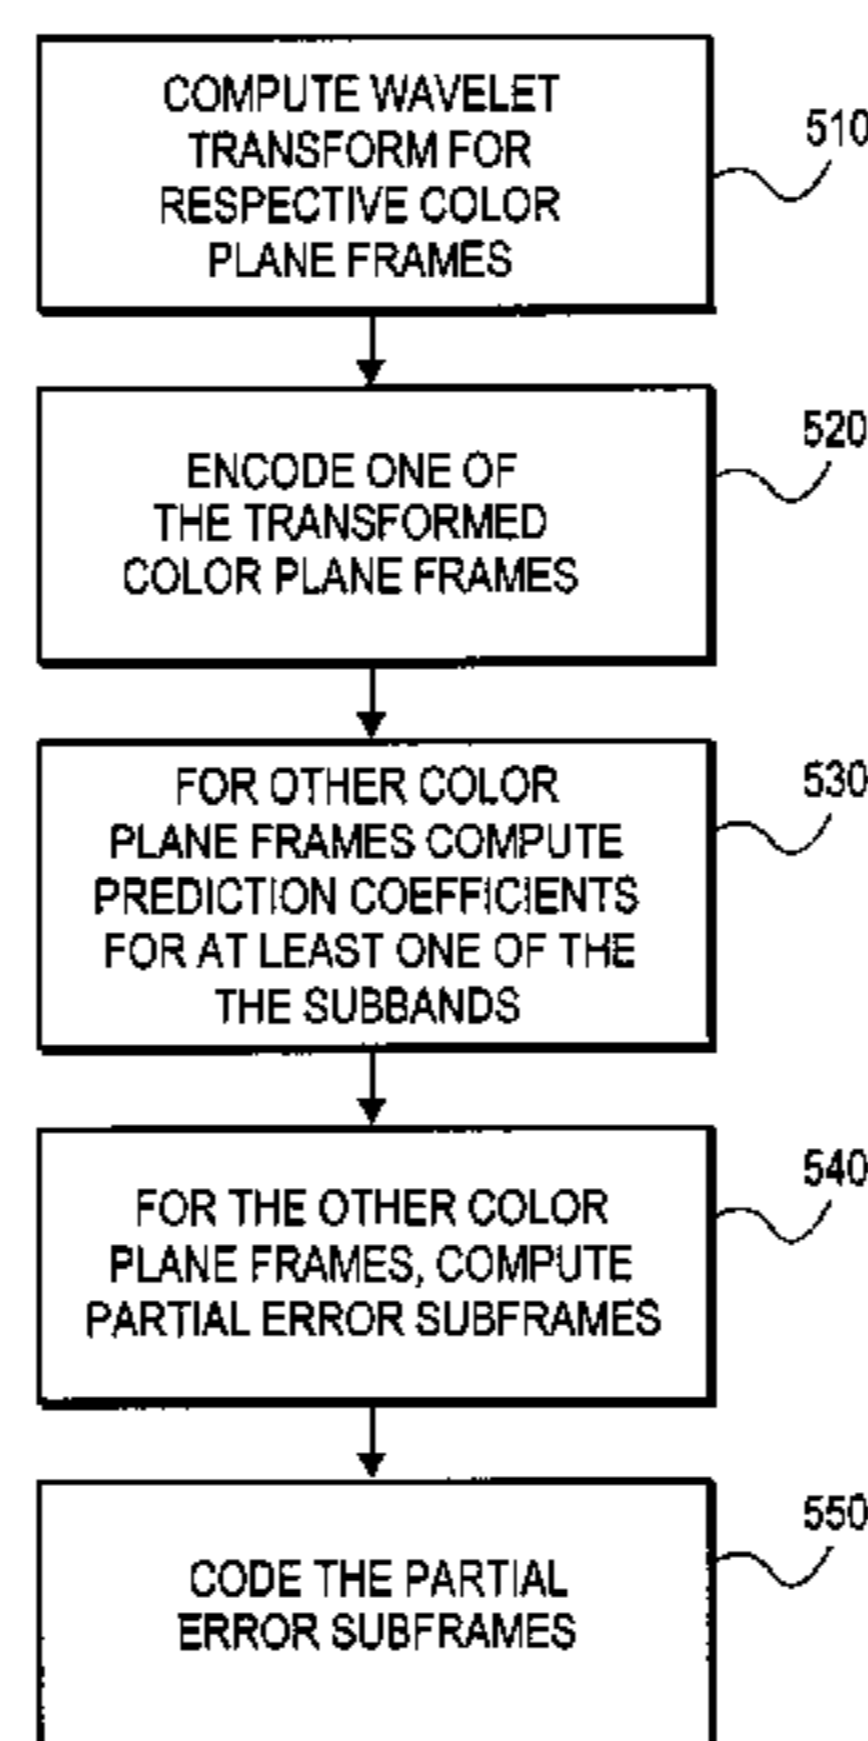 COMPUTE WAVELET
TRANSFORM FOR
RESPECTIVE COLOR
PLANE FRAMES
510
ENCODE ONE OF
THE TRANSFORMED
COLOR PLANE FRAMES
520
FOR OTHER COLOR
PLANE FRAMES COMPUTE
PREDICTION COEFFICIENTS
FOR AT LEAST ONE OF THE
THE SUBBANDS
530
FOR THE OTHER COLOR
PLANE FRAMES, COMPUTE
PARTIAL ERROR SUBFRAMES
540
CODE THE PARTIAL
ERROR SUBFRAMES
550